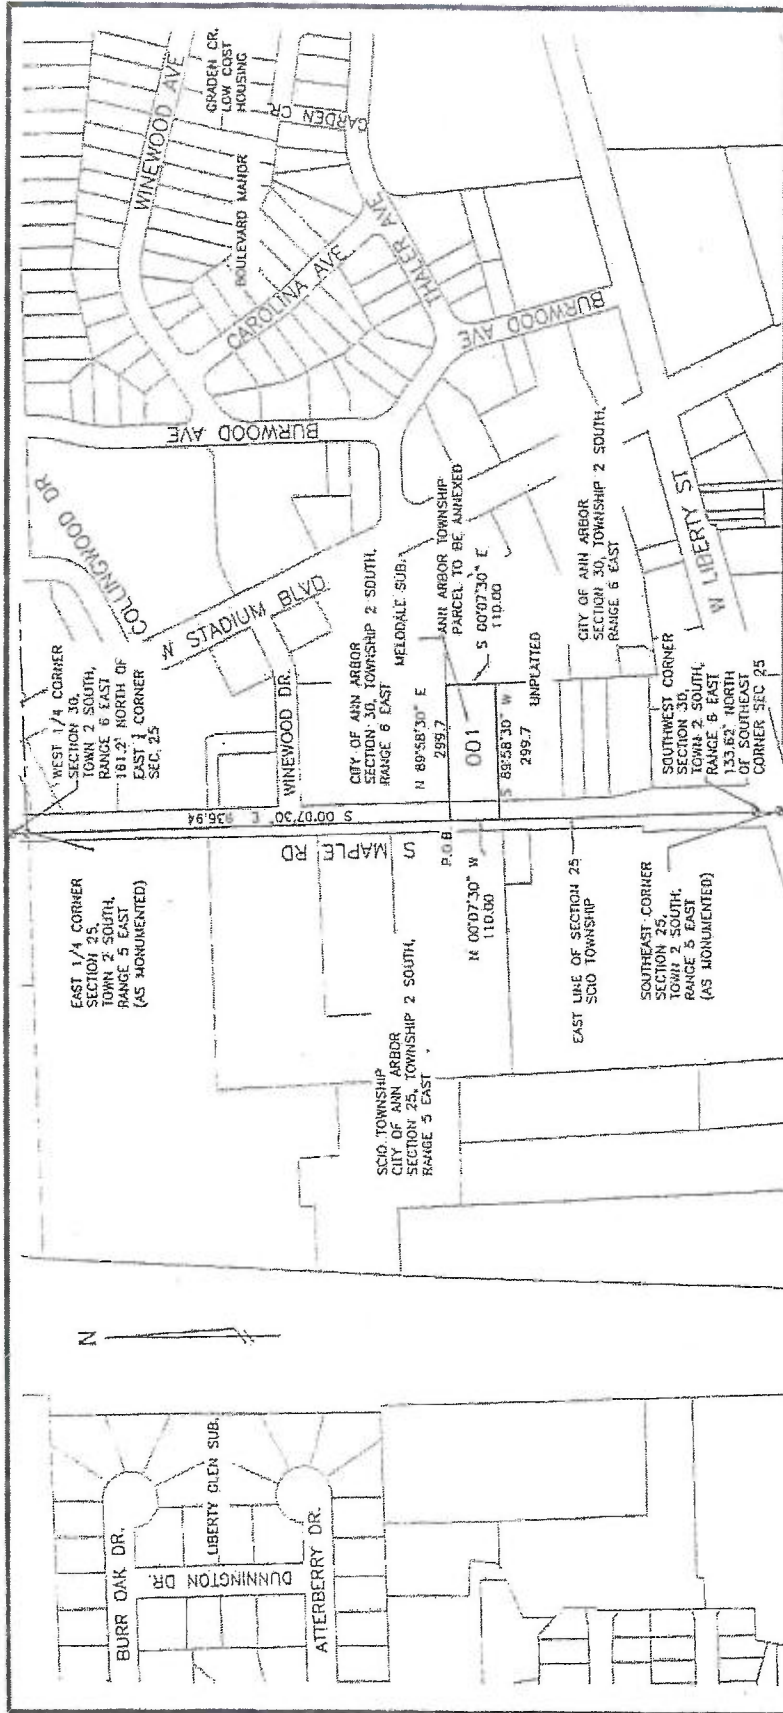 BURR OAK DR.
LIBERTY GLEN SUB.
DUNNINGTON DR.
ATTERBERRY DR.
N
EAST 1/4 CORNER
SECTION 25,
TOWN 2 SOUTH,
RANGE 5 EAST
(AS MONUMENTED)
SCIO TOWNSHIP
CITY OF ANN ARBOR
SECTION 25, TOWNSHIP 2 SOUTH,
RANGE 5 EAST
S MAPLE RD
S 00°07'30" E 936.94
P.O.B.
N 00°07'30" W
110.00
EAST LINE OF SECTION 25
SCIO TOWNSHIP
SOUTHEAST CORNER
SECTION 25,
TOWN 2 SOUTH,
RANGE 5 EAST
(AS MONUMENTED)
WEST 1/4 CORNER
SECTION 30,
TOWN 2 SOUTH,
RANGE 6 EAST
161.2' NORTH OF
EAST 1/4 CORNER
SEC. 25
COLLINGWOOD DR
N STADIUM BLVD
WINEWOOD DR.
CITY OF ANN ARBOR
SECTION 30, TOWNSHIP 2 SOUTH,
RANGE 6 EAST
MELODALE SUB.
N 89°58'30" E
299.7
001
ANN ARBOR TOWNSHIP
PARCEL TO BE ANNEXED
S 00°07'30" E
110.00
S 89°58'30" W
299.7
UNPLATTED
CITY OF ANN ARBOR
SECTION 30, TOWNSHIP 2 SOUTH,
RANGE 6 EAST
SOUTHWEST CORNER
SECTION 30,
TOWN 2 SOUTH,
RANGE 6 EAST
133.62' NORTH
OF SOUTHEAST
CORNER SEC 25
W LIBERTY ST
BURWOOD AVE
WINEWOOD AVE
GRADEN CR.
LOW COST
HOUSING
BOULEVARD MANOR
GARDEN CR.
CAROLINA AVE
THALER AVE
BURWOOD AVE